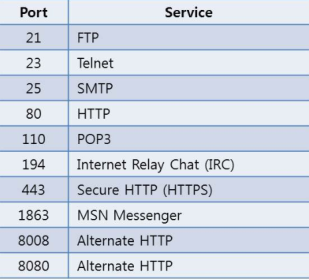 Port Service
21 FTP
23 Telnet
25 SMTP
80 HTTP
110 POP3
194 Internet Relay Chat (IRC)
443 Secure HTTP (HTTPS)
1863 MSN Messenger
8008 Alternate HTTP
8080 Alternate HTTP